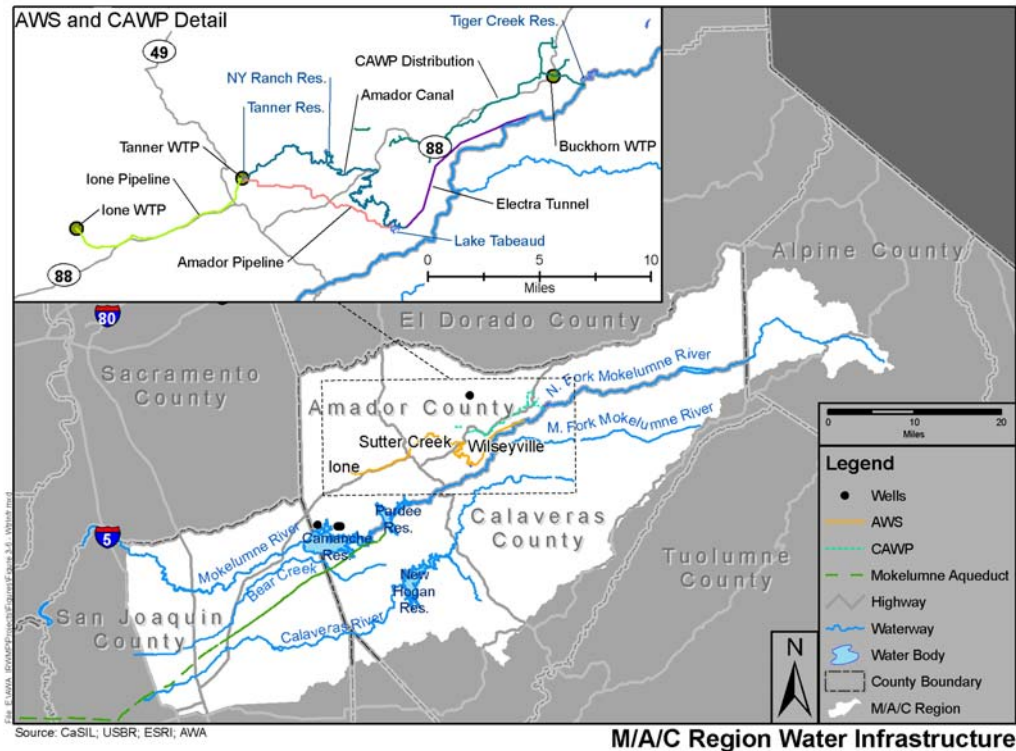 AWS and CAWP Detail
Tiger Creek Res.
49
CAWP Distribution
NY Ranch Res.
Amador Canal
Tanner Res.
88
Buckhorn WTP
Tanner WTP
Ione Pipeline
Electra Tunnel
Ione WTP
Lake Tabeaud
Amador Pipeline
88
0 5 10
Miles
Alpine County
80
El Dorado County
Sacramento
County
N. Fork Mokelumne River
Amador County
M. Fork Mokelumne River
Sutter Creek
Wilseyville
Ione
0 10 20
Miles
Legend
Wells
AWS
CAWP
Mokelumne Aqueduct
Highway
Waterway
Water Body
County Boundary
M/A/C Region
Pardee
Res.
Calaveras
County
5
Camanche
Res.
Mokelumne River
Tuolumne
County
Bear Creek
New
Hogan
Res.
San Joaquin
County
Calaveras River
N
Source: CaSIL; USBR; ESRI; AWA
M/A/C Region Water Infrastructure